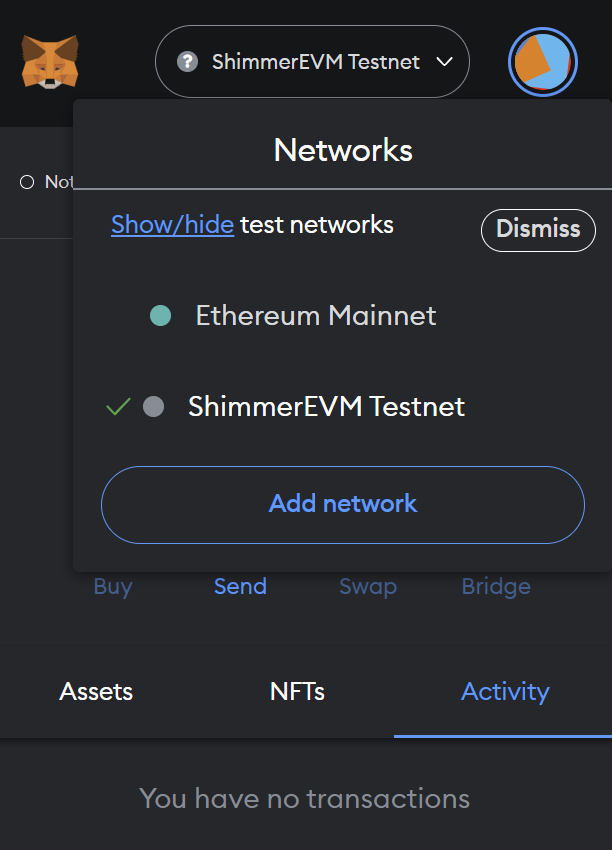 ? ShimmerEVM Testnet
Networks
Not
Show/hide test networks
Dismiss
Ethereum Mainnet
ShimmerEVM Testnet
Add network
Buy Send Swap Bridge
Assets NFTs Activity
You have no transactions